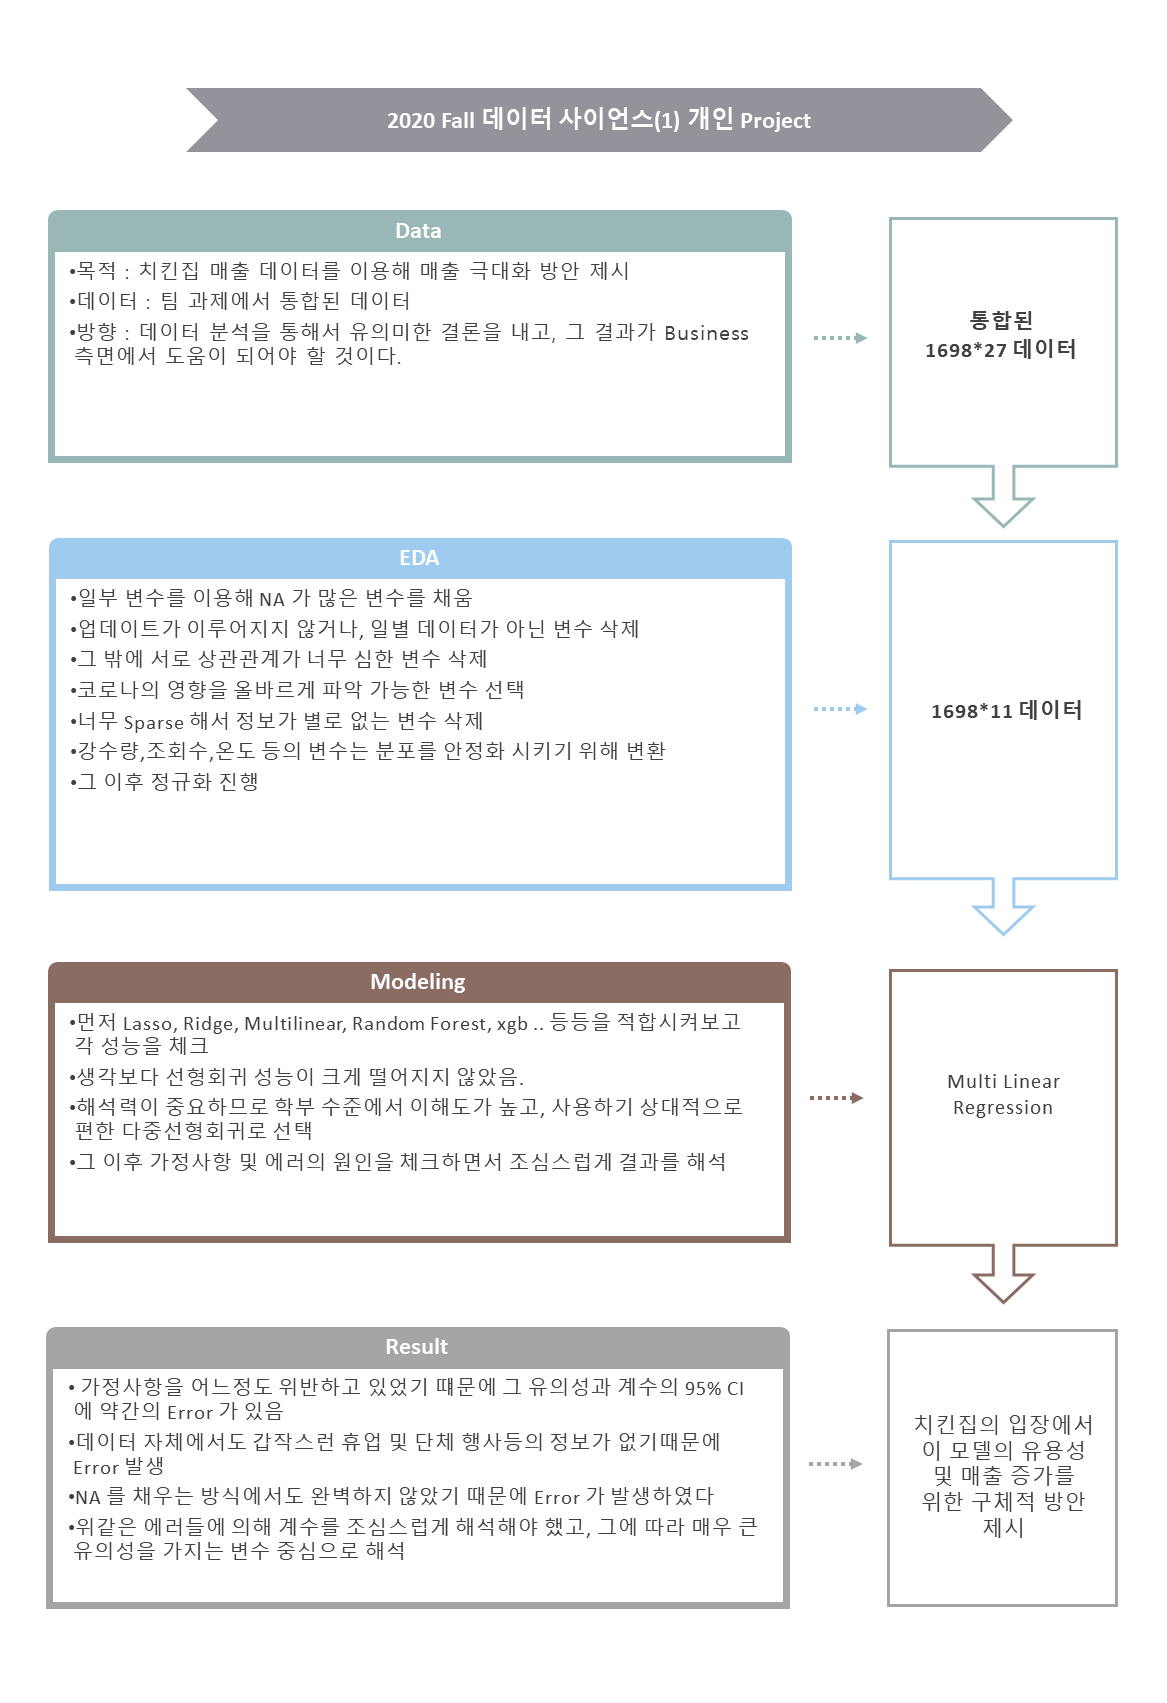 2020 Fall 데이터 사이언스(1) 개인 Project
Data
•목적 : 치킨집 매출 데이터를 이용해 매출 극대화 방안 제시
•데이터 : 팀 과제에서 통합된 데이터
•방향 : 데이터 분석을 통해서 유의미한 결론을 내고, 그 결과가 Business
측면에서 도움이 되어야 할 것이다.
통합된
1698*27 데이터
EDA
•일부 변수를 이용해 NA 가 많은 변수를 채움
•업데이트가 이루어지지 않거나, 일별 데이터가 아닌 변수 삭제
•그 밖에 서로 상관관계가 너무 심한 변수 삭제
•코로나의 영향을 올바르게 파악 가능한 변수 선택
•너무 Sparse 해서 정보가 별로 없는 변수 삭제
•강수량,조회수,온도 등의 변수는 분포를 안정화 시키기 위해 변환
•그 이후 정규화 진행
1698*11 데이터
Modeling
•먼저 Lasso, Ridge, Multilinear, Random Forest, xgb .. 등등을 적합시켜보고
각 성능을 체크
•생각보다 선형회귀 성능이 크게 떨어지지 않았음.
•해석력이 중요하므로 학부 수준에서 이해도가 높고, 사용하기 상대적으로
편한 다중선형회귀로 선택
•그 이후 가정사항 및 에러의 원인을 체크하면서 조심스럽게 결과를 해석
Multi Linear
Regression
Result
• 가정사항을 어느정도 위반하고 있었기 떄문에 그 유의성과 계수의 95% CI
에 약간의 Error 가 있음
•데이터 자체에서도 갑작스런 휴업 및 단체 행사등의 정보가 없기때문에
Error 발생
•NA 를 채우는 방식에서도 완벽하지 않았기 때문에 Error 가 발생하였다
•위같은 에러들에 의해 계수를 조심스럽게 해석해야 했고, 그에 따라 매우 큰
유의성을 가지는 변수 중심으로 해석
치킨집의 입장에서
이 모델의 유용성
및 매출 증가를
위한 구체적 방안
제시